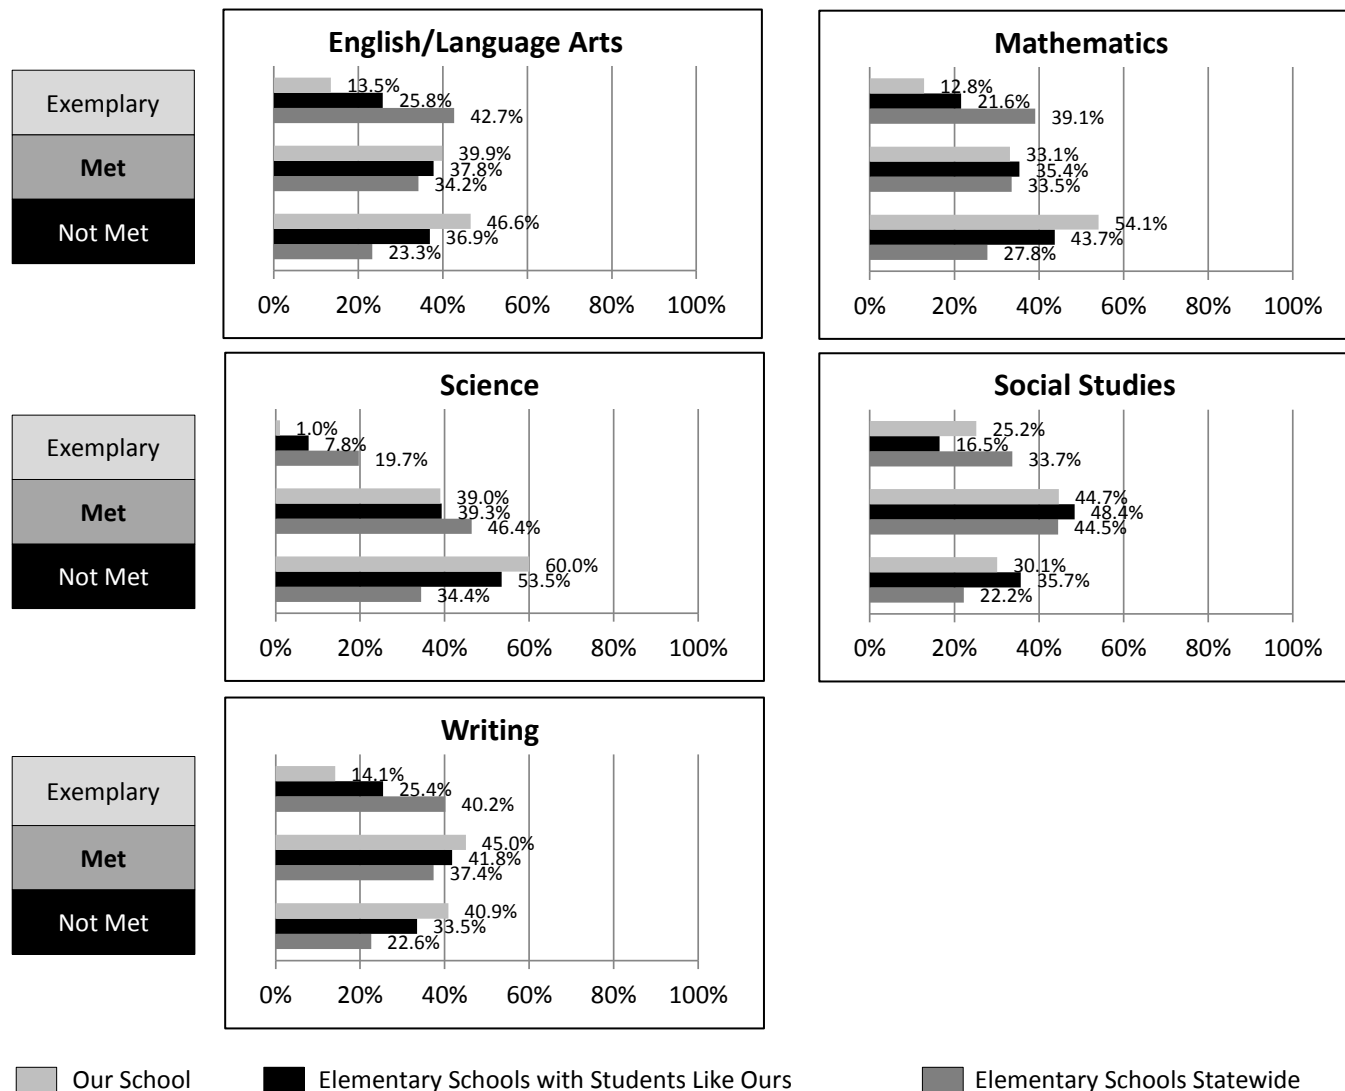 English/Language Arts
Exemplary
Met
Not Met
13.5%
25.8%
42.7%
39.9%
37.8%
34.2%
46.6%
36.9%
23.3%
0% 20% 40% 60% 80% 100%
Mathematics
12.8%
21.6%
39.1%
33.1%
35.4%
33.5%
54.1%
43.7%
27.8%
0% 20% 40% 60% 80% 100%
Science
Exemplary
Met
Not Met
1.0%
7.8%
19.7%
39.0%
39.3%
46.4%
60.0%
53.5%
34.4%
0% 20% 40% 60% 80% 100%
Social Studies
25.2%
16.5%
33.7%
44.7%
48.4%
44.5%
30.1%
35.7%
22.2%
0% 20% 40% 60% 80% 100%
Writing
Exemplary
Met
Not Met
14.1%
25.4%
40.2%
45.0%
41.8%
37.4%
40.9%
33.5%
22.6%
0% 20% 40% 60% 80% 100%
Our School Elementary Schools with Students Like Ours Elementary Schools Statewide